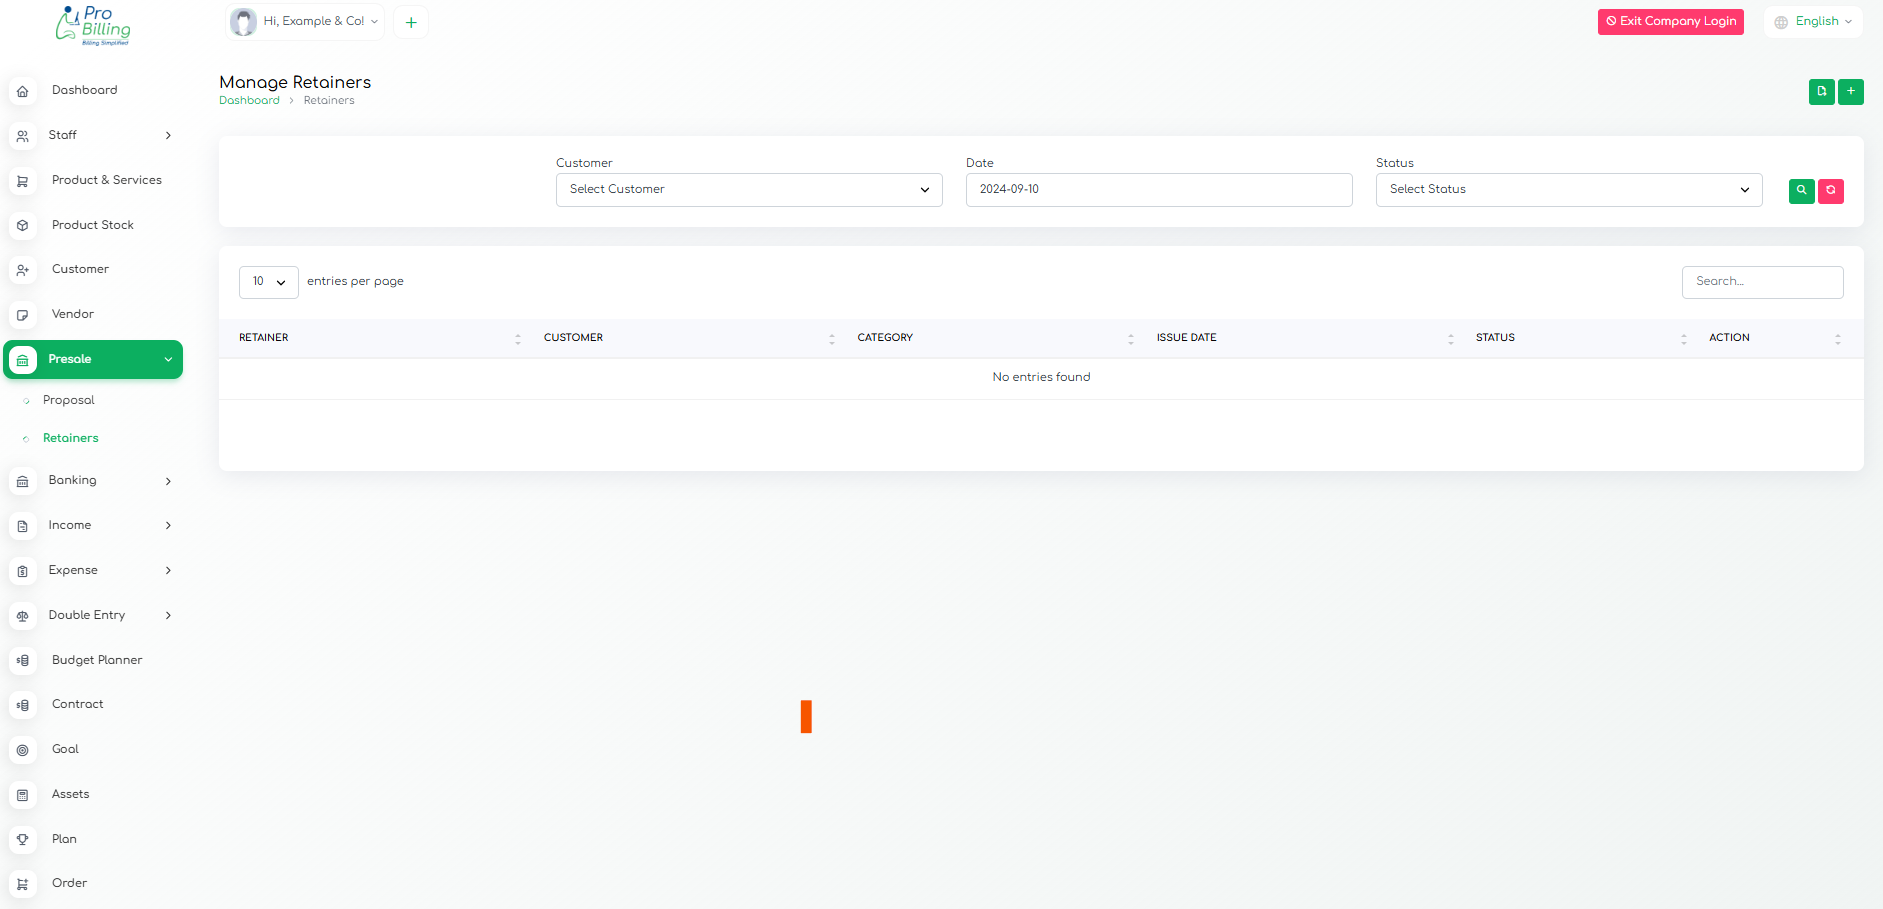 Pro
Billing
Billing Simplified
Hi, Example & Co!
Exit Company Login
English
Manage Retainers
Dashboard > Retainers
Dashboard
Staff
Product & Services
Product Stock
Customer
Vendor
Presale
Proposal
Retainers
Banking
Income
Expense
Double Entry
Budget Planner
Contract
Goal
Assets
Plan
Order
Customer
Select Customer
Date
2024-09-10
Status
Select Status
10 entries per page
Search...
RETAINER CUSTOMER CATEGORY ISSUE DATE STATUS ACTION
No entries found